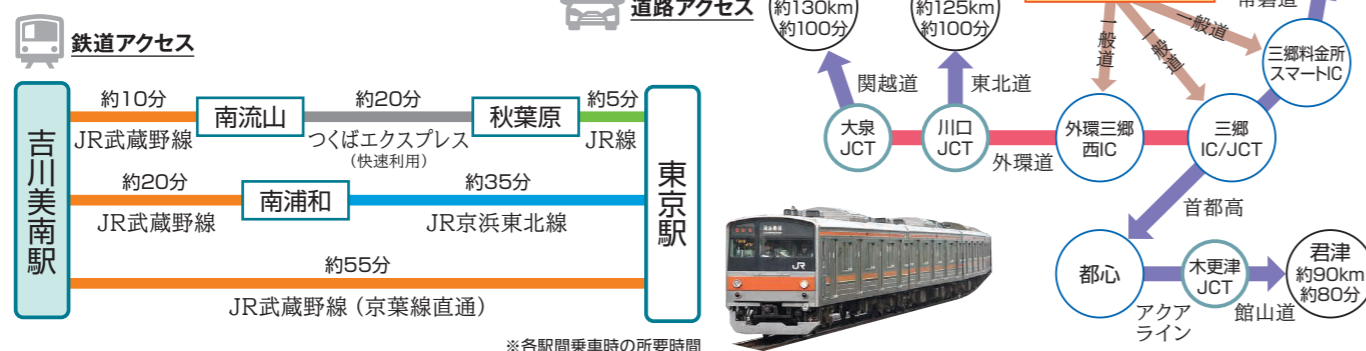 鉄道アクセス
吉川美南駅
約10分
JR武蔵野線
南流山
約20分
つくばエクスプレス
(快速利用)
秋葉原
約5分
JR線
東京駅
約20分
JR武蔵野線
南浦和
約35分
JR京浜東北線
約55分
JR武蔵野線 (京葉線直通)
※各駅間乗車時の所要時間
JR
道路アクセス
約130km
約100分
約125km
約100分
関越道
東北道
一般道
一般道
一般道
三郷料金所
スマートIC
大泉
JCT
川口
JCT
外環道
外環三郷
西IC
三郷
IC/JCT
首都高
都心
アクア
ライン
木更津
JCT
館山道
君津
約90km
約80分